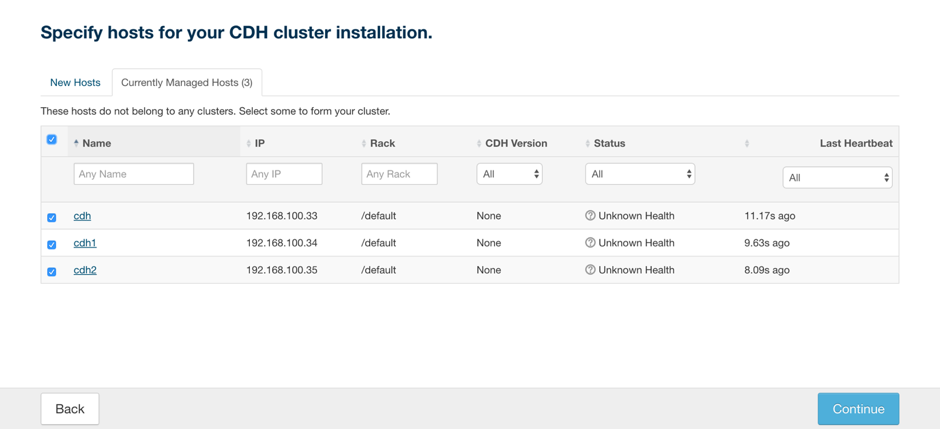 Specify hosts for your CDH cluster installation.
New Hosts Currently Managed Hosts (3)
These hosts do not belong to any clusters. Select some to form your cluster.
Name IP Rack CDH Version Status Last Heartbeat
Any Name Any IP Any Rack All All All
cdh 192.168.100.33 /default None Unknown Health 11.17s ago
cdh1 192.168.100.34 /default None Unknown Health 9.63s ago
cdh2 192.168.100.35 /default None Unknown Health 8.09s ago
Back Continue